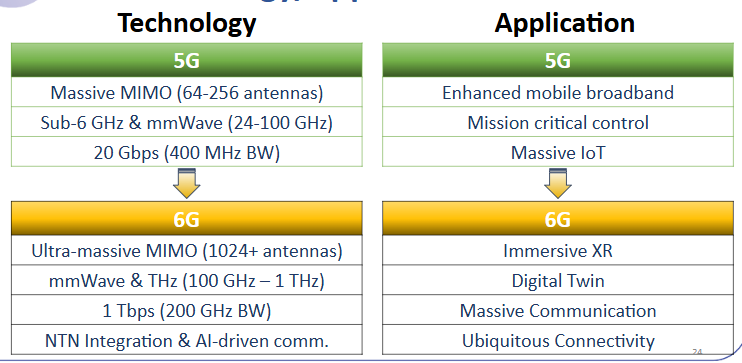 Technology
5G
Massive MIMO (64-256 antennas)
Sub-6 GHz & mmWave (24-100 GHz)
20 Gbps (400 MHz BW)
6G
Ultra-massive MIMO (1024+ antennas)
mmWave & THz (100 GHz – 1 THz)
1 Tbps (200 GHz BW)
NTN Integration & AI-driven comm.
Application
5G
Enhanced mobile broadband
Mission critical control
Massive IoT
6G
Immersive XR
Digital Twin
Massive Communication
Ubiquitous Connectivity
24